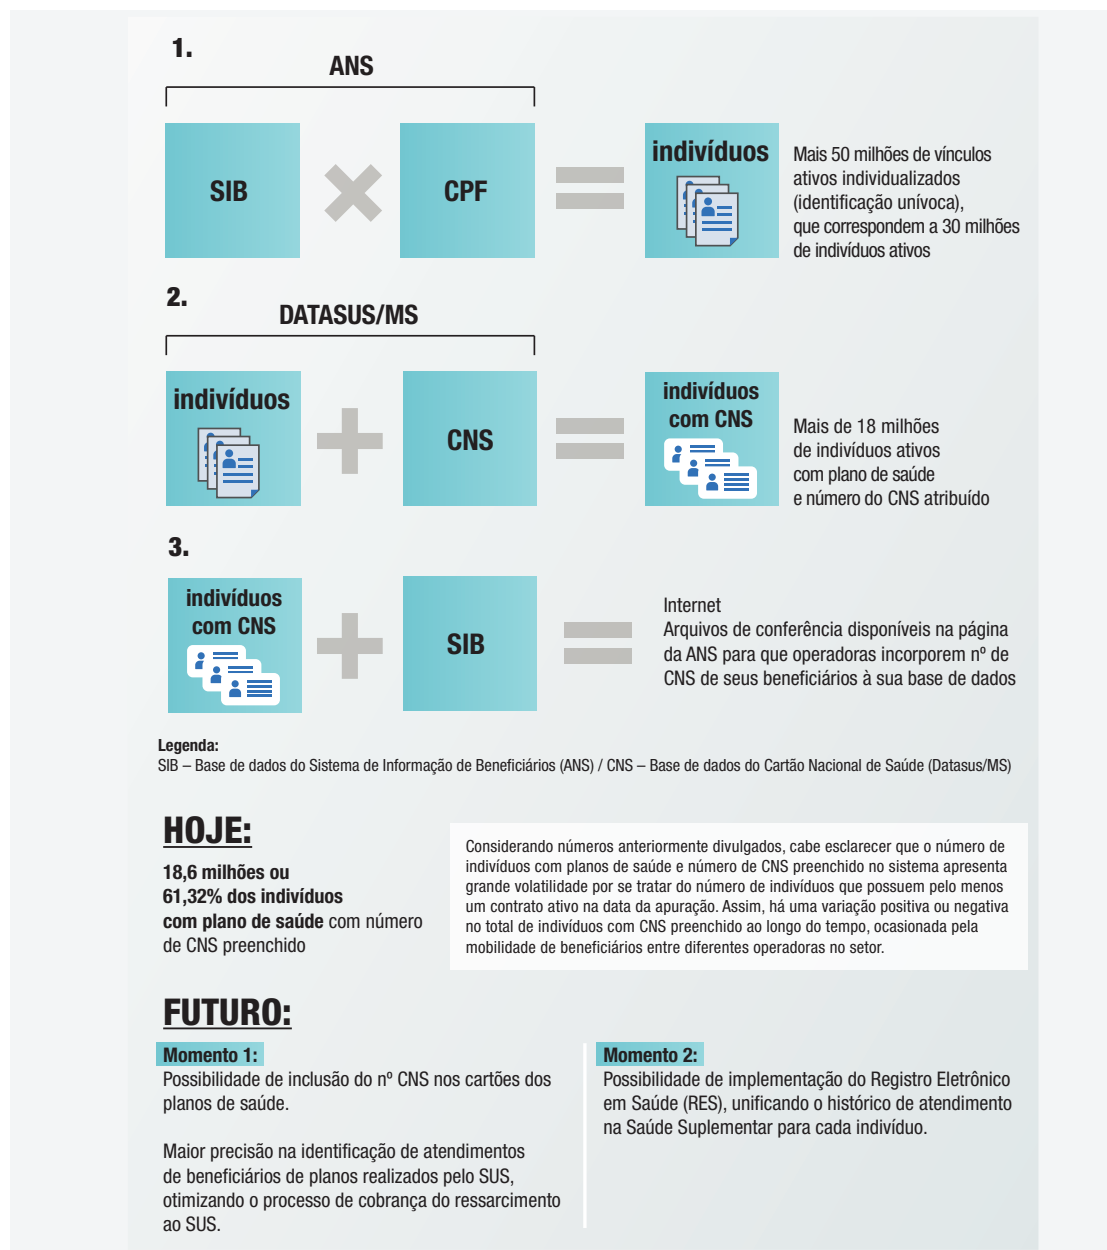 1.
ANS
SIB
CPF
indivíduos
Mais 50 milhões de vínculos
ativos individualizados
(identificação unívoca),
que correspondem a 30 milhões
de indivíduos ativos
2.
DATASUS/MS
indivíduos
CNS
indivíduos
com CNS
Mais de 18 milhões
de indivíduos ativos
com plano de saúde
e número do CNS atribuído
3.
indivíduos
com CNS
SIB
Internet
Arquivos de conferência disponíveis na página
da ANS para que operadoras incorporem nº de
CNS de seus beneficiários à sua base de dados
Legenda:
SIB – Base de dados do Sistema de Informação de Beneficiários (ANS) / CNS – Base de dados do Cartão Nacional de Saúde (Datasus/MS)
HOJE:
18,6 milhões ou
61,32% dos indivíduos
com plano de saúde com número
de CNS preenchido
Considerando números anteriormente divulgados, cabe esclarecer que o número de
indivíduos com planos de saúde e número de CNS preenchido no sistema apresenta
grande volatilidade por se tratar do número de indivíduos que possuem pelo menos
um contrato ativo na data da apuração. Assim, há uma variação positiva ou negativa
no total de indivíduos com CNS preenchido ao longo do tempo, ocasionada pela
mobilidade de beneficiários entre diferentes operadoras no setor.
FUTURO:
Momento 1:
Possibilidade de inclusão do nº CNS nos cartões dos
planos de saúde.
Maior precisão na identificação de atendimentos
de beneficiários de planos realizados pelo SUS,
otimizando o processo de cobrança do ressarcimento
ao SUS.
Momento 2:
Possibilidade de implementação do Registro Eletrônico
em Saúde (RES), unificando o histórico de atendimento
na Saúde Suplementar para cada indivíduo.